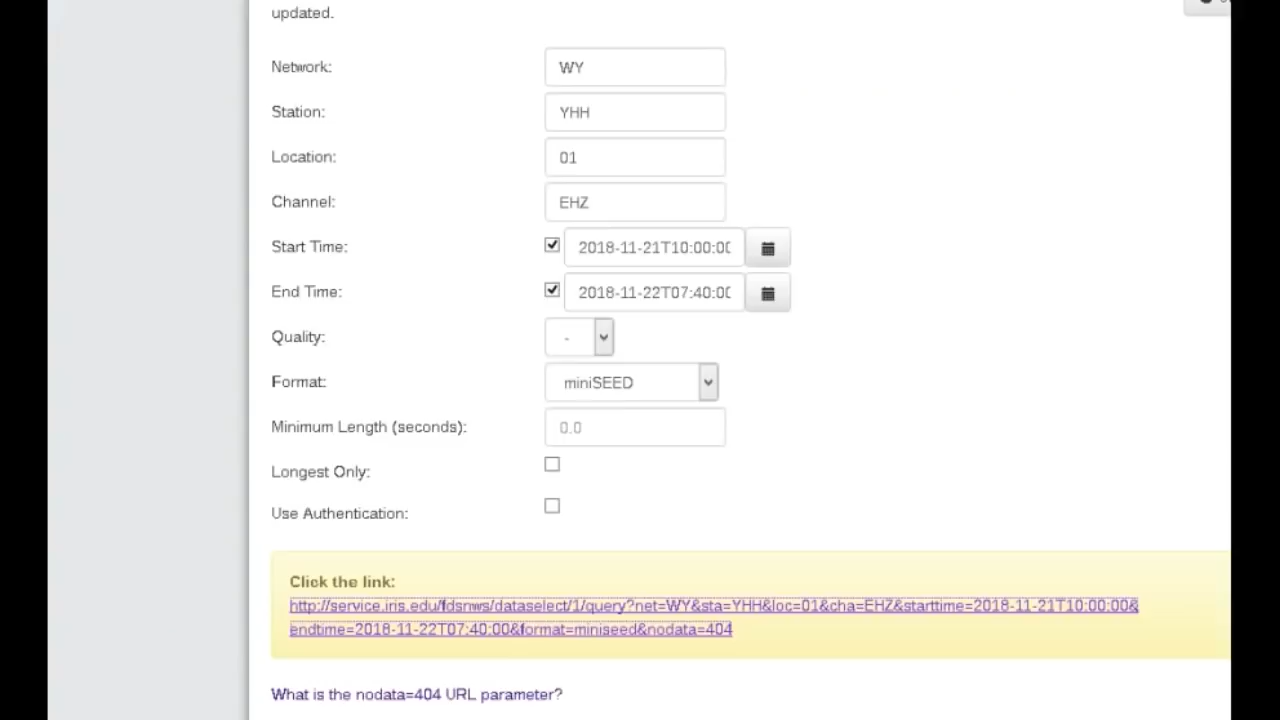 updated.
Network: WY
Station: YHH
Location: 01
Channel: EHZ
Start Time: 2018-11-21T10:00:00
End Time: 2018-11-22T07:40:00
Quality: -
Format: miniSEED
Minimum Length (seconds): 0.0
Longest Only:
Use Authentication:
Click the link:
http://service.iris.edu/fdsnws/dataselect/1/query?net=WY&sta=YHH&loc=01&cha=EHZ&starttime=2018-11-21T10:00:00&
endtime=2018-11-22T07:40:00&format=miniseed&nodata=404
What is the nodata=404 URL parameter?